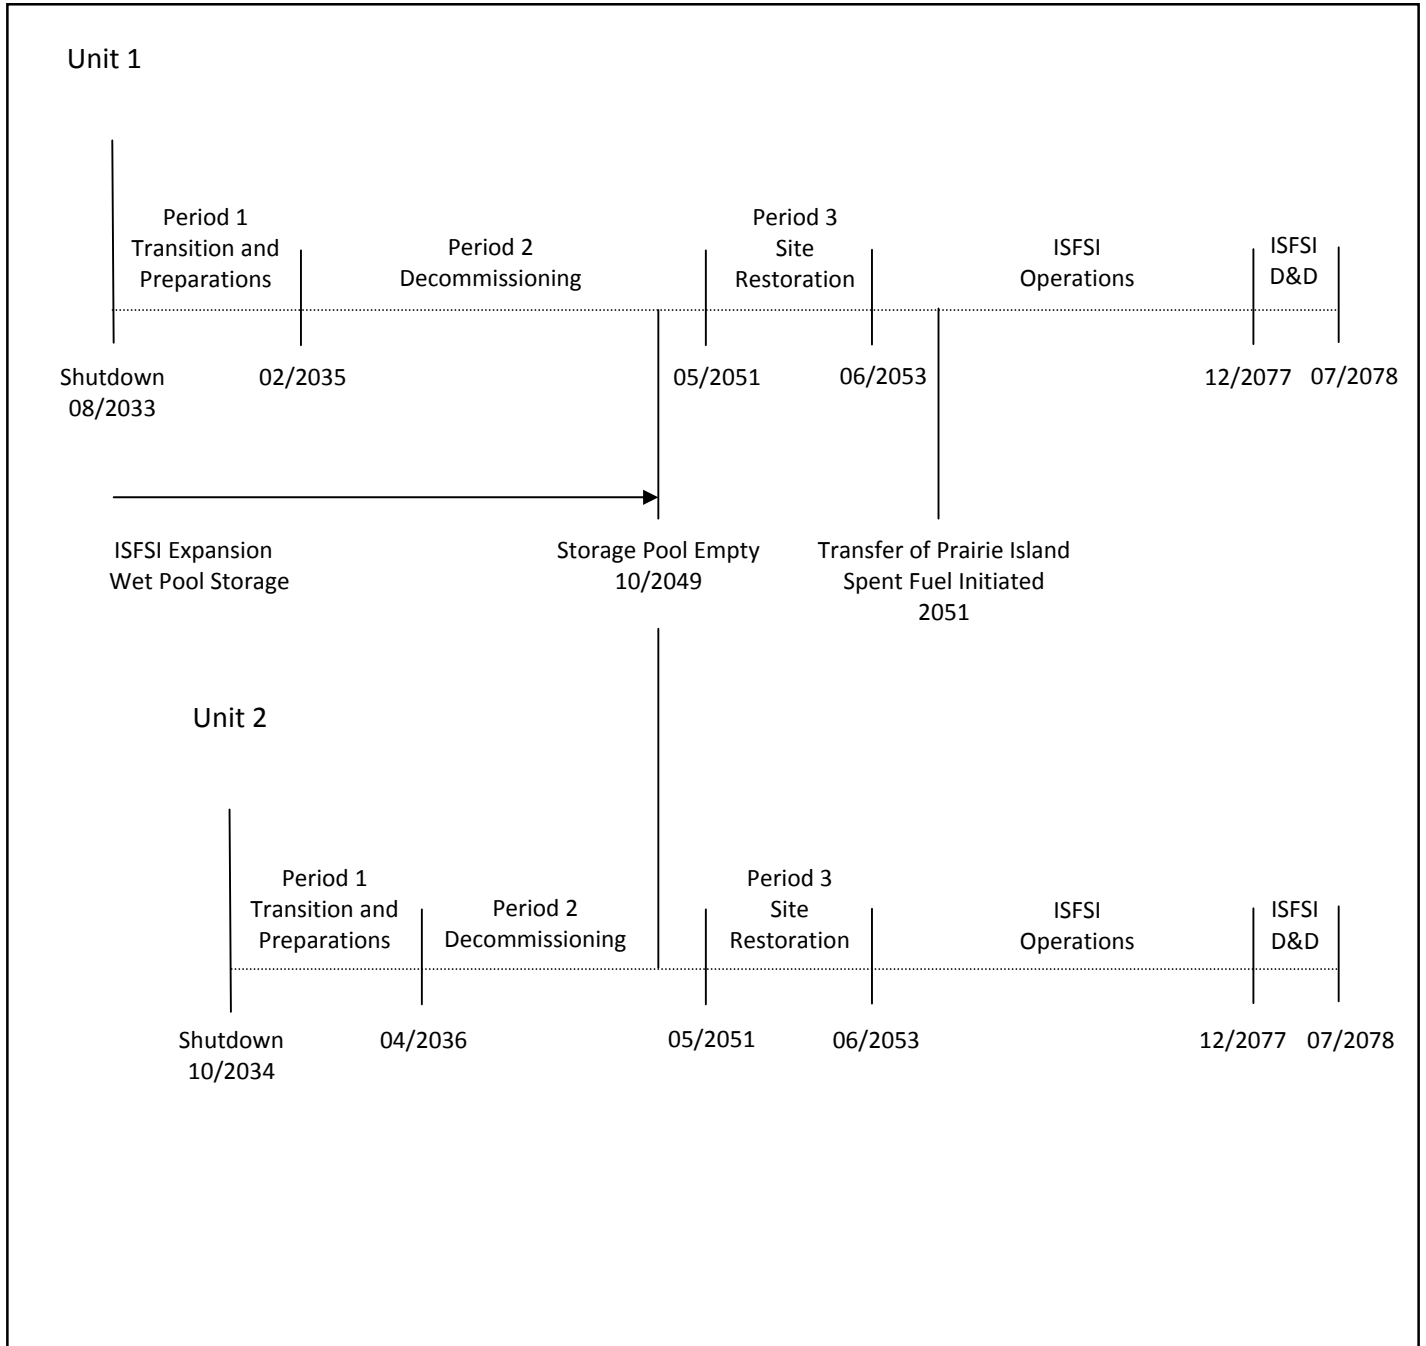 Unit 1
Period 1
Transition and
Preparations
Period 2
Decommissioning
Period 3
Site
Restoration
ISFSI
Operations
ISFSI
D&D
Shutdown
08/2033
02/2035
05/2051
06/2053
12/2077
07/2078
ISFSI Expansion
Wet Pool Storage
Storage Pool Empty
10/2049
Transfer of Prairie Island
Spent Fuel Initiated
2051
Unit 2
Period 1
Transition and
Preparations
Period 2
Decommissioning
Period 3
Site
Restoration
ISFSI
Operations
ISFSI
D&D
Shutdown
10/2034
04/2036
05/2051
06/2053
12/2077
07/2078